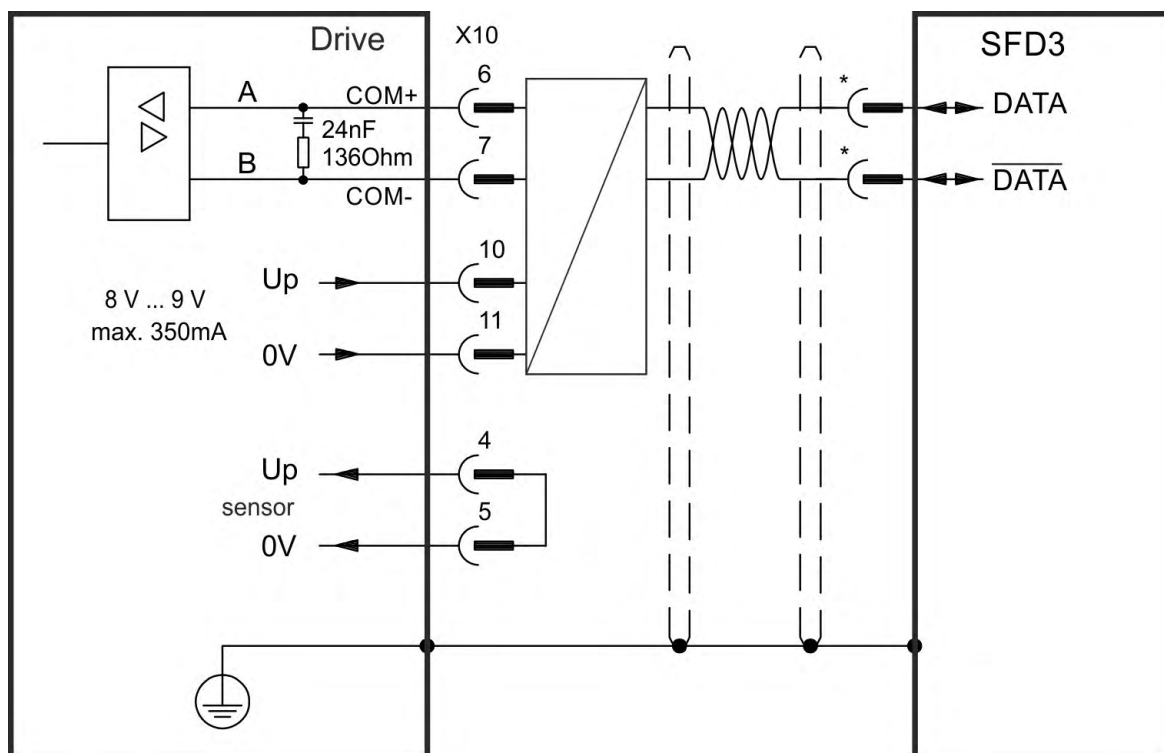 Drive
X10
SFD3
6
*
A
COM+
DATA
24nF
7
136Ohm
*
B
DATA
COM-
10
Up
8 V ... 9 V
11
max. 350mA
0V
4
Up
sensor
5
0V